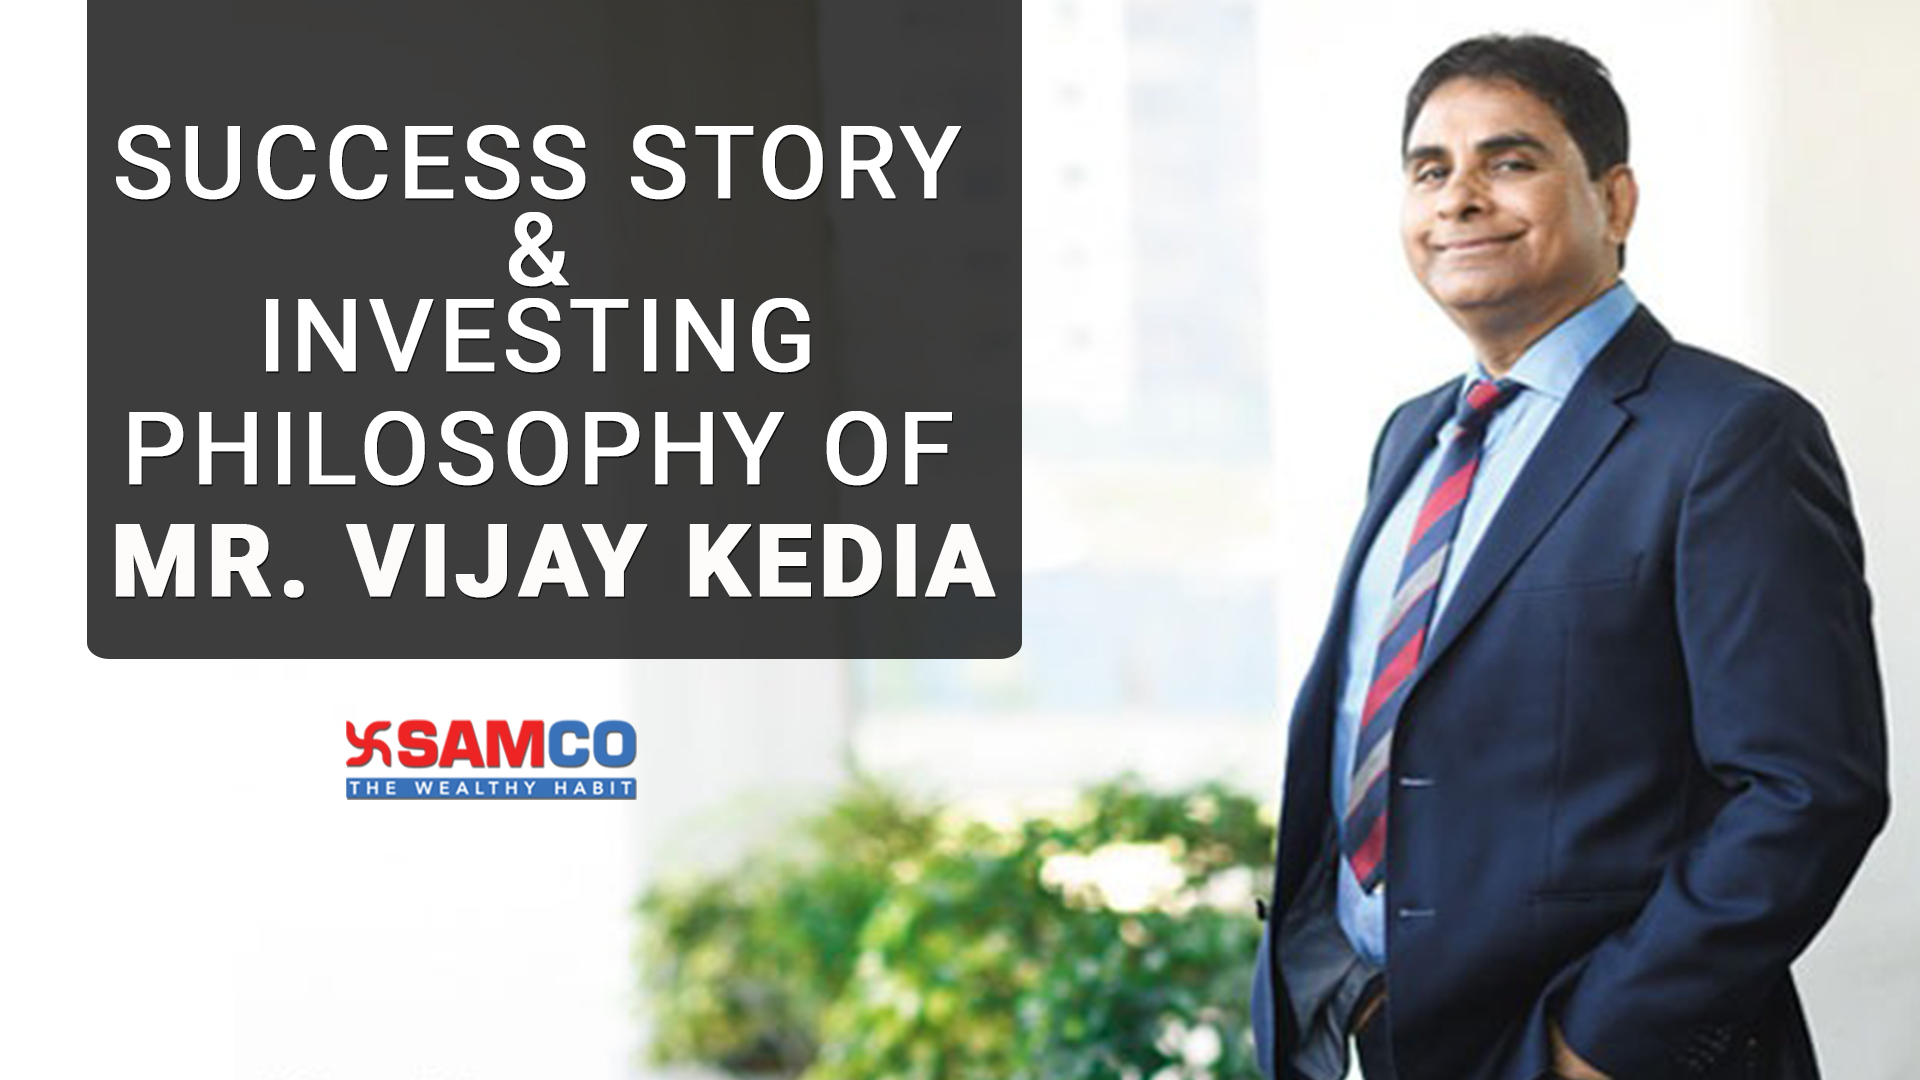 SUCCESS STORY
&
INVESTING
PHILOSOPHY OF
MR. VIJAY KEDIA
SAMCO
THE WEALTHY HABIT